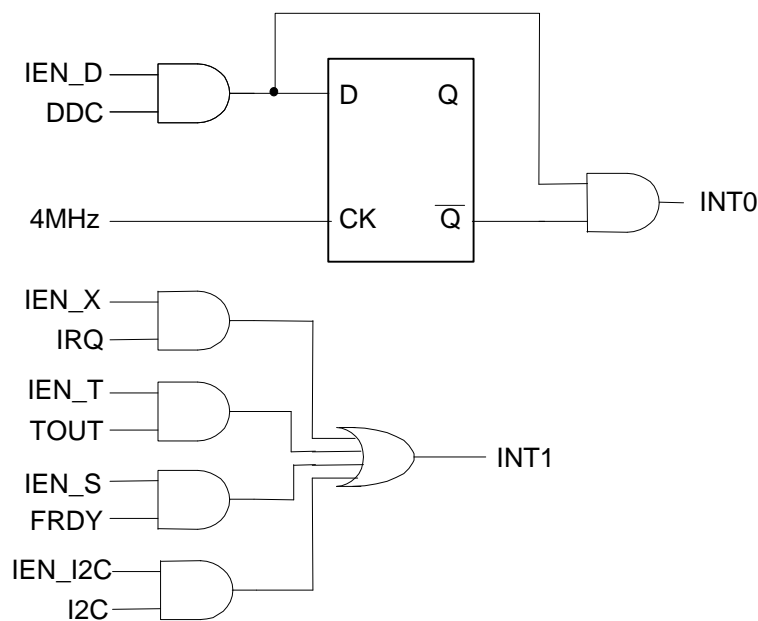 IEN_D
DDC
D
Q
4MHz
CK
Q
INT0
IEN_X
IRQ
IEN_T
TOUT
IEN_S
FRDY
IEN_I2C
I2C
INT1